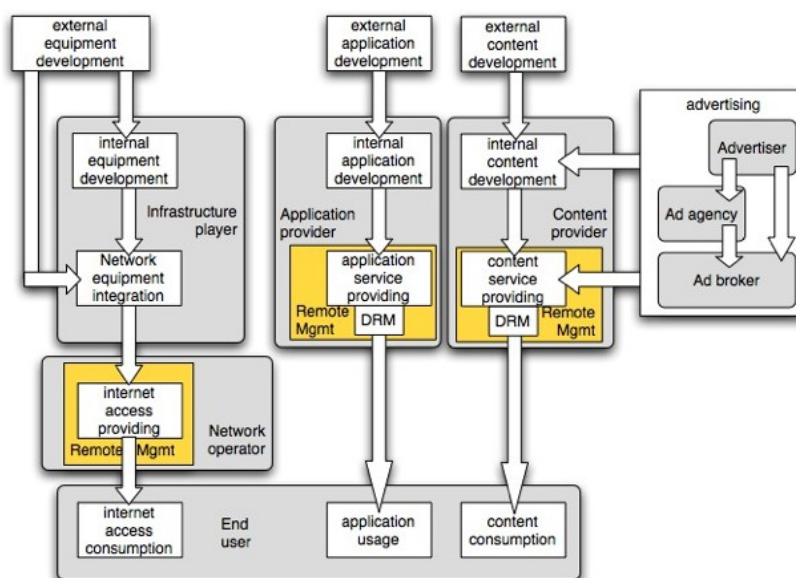 external
equipment
development
external
application
development
external
content
development
advertising
Advertiser
Ad agency
Ad broker
internal
equipment
development
Infrastructure
player
Network
equipment
integration
internal
application
development
Application
provider
application
service
providing
Remote
Mgmt
DRM
internal
content
development
Content
provider
content
service
providing
DRM
Remote
Mgmt
internet
access
providing
Remote Mgmt
Network
operator
internet
access
consumption
End
user
application
usage
content
consumption